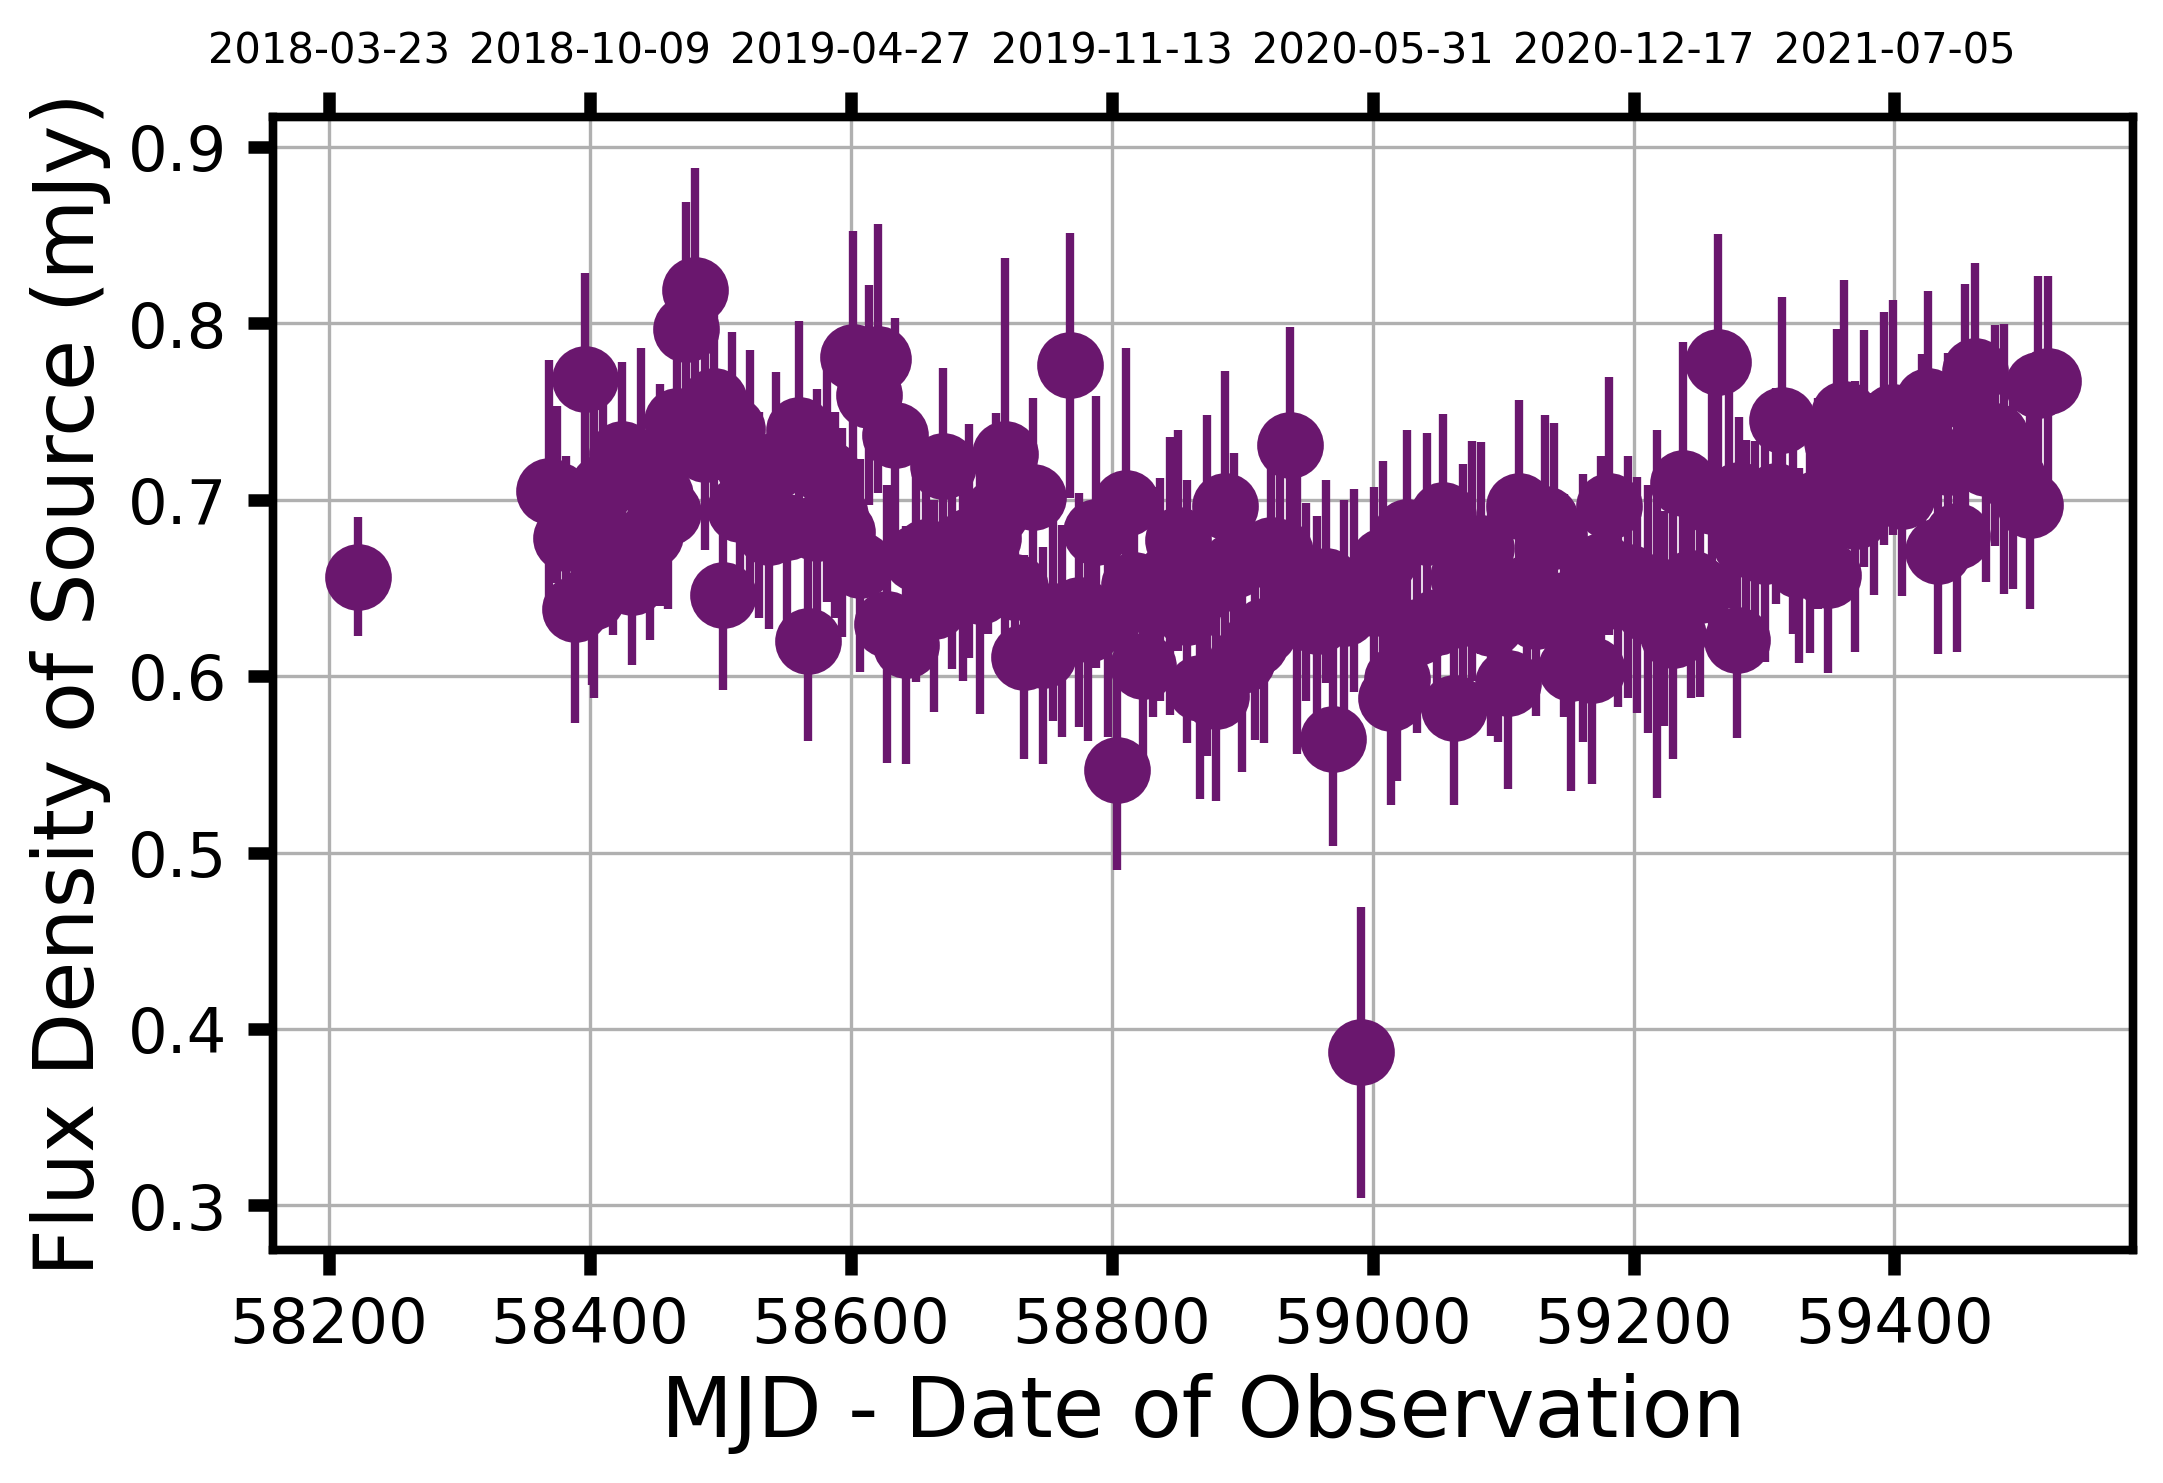 2018-03-23 2018-10-09 2019-04-27 2019-11-13 2020-05-31 2020-12-17 2021-07-05
Flux Density of Source (mJy)
0.9
0.8
0.7
0.6
0.5
0.4
0.3
58200 58400 58600 58800 59000 59200 59400
MJD - Date of Observation